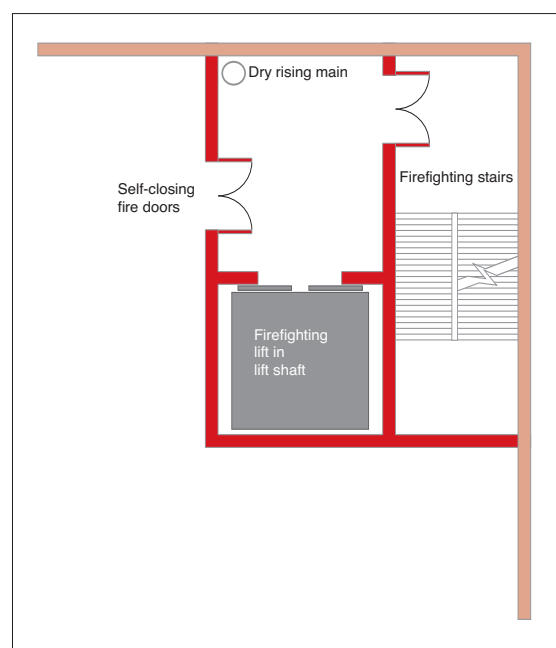 Dry rising main
Self-closing
fire doors
Firefighting stairs
Firefighting
lift in
lift shaft